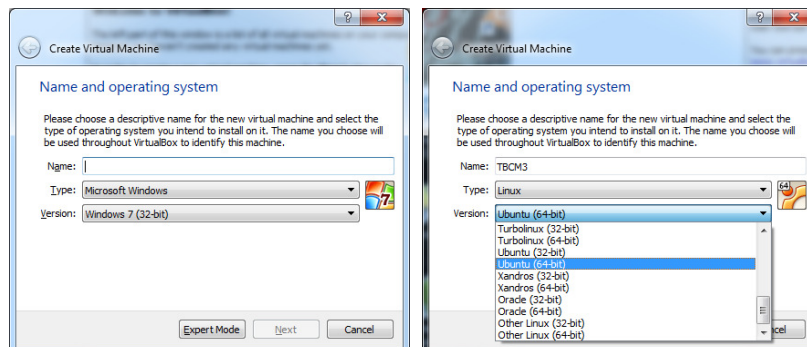 Create Virtual Machine
Name and operating system
Please choose a descriptive name for the new virtual machine and select the
type of operating system you intend to install on it. The name you choose will
be used throughout VirtualBox to identify this machine.
Name:
Type: Microsoft Windows
7
Version: Windows 7 (32-bit)
Expert Mode Next Cancel
Create Virtual Machine
Name and operating system
Please choose a descriptive name for the new virtual machine and select the
type of operating system you intend to install on it. The name you choose will
be used throughout VirtualBox to identify this machine.
Name: TBCM3
Type: Linux
64
Version: Ubuntu (64-bit)
Turbolinux (32-bit)
Turbolinux (64-bit)
Ubuntu (32-bit)
Ubuntu (64-bit)
Xandros (32-bit)
Xandros (64-bit)
Oracle (32-bit)
Oracle (64-bit)
Other Linux (32-bit)
Other Linux (64-bit)
ncel